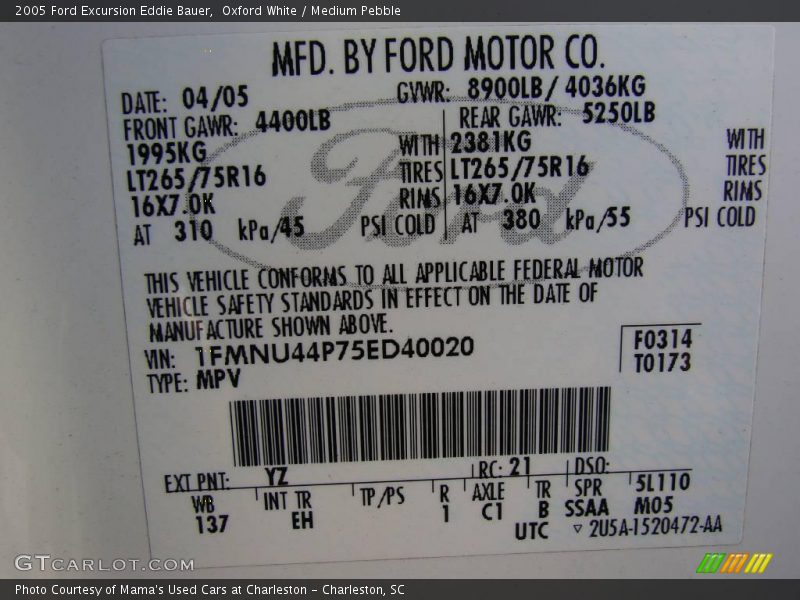 2005 Ford Excursion Eddie Bauer,  Oxford White / Medium Pebble
MFD. BY FORD MOTOR CO.
DATE: 04/05 GVWR: 8900LB/ 4036KG
FRONT GAWR: 4400LB REAR GAWR: 5250LB
1995KG WITH 2381KG WITH
LT265/75R16 TIRES LT265/75R16 TIRES
16X7.0K RIMS 16X7.0K RIMS
AT 310 kPa/45 PSI COLD AT 380 kPa/55 PSI COLD
Ford
THIS VEHICLE CONFORMS TO ALL APPLICABLE FEDERAL MOTOR
VEHICLE SAFETY STANDARDS IN EFFECT ON THE DATE OF
MANUFACTURE SHOWN ABOVE.
VIN: 1FMNU44P75ED40020 F0314
TYPE: MPV T0173
EXT PNT: YZ RC: 21 DSO:
WB INT TR TP/PS R AXLE TR SPR 5L110
137 EH 1 C1 B SSAA M05
UTC ▽ 2U5A-1520472-AA
GTCARLOT.COM
Photo Courtesy of Mama's Used Cars at Charleston - Charleston, SC